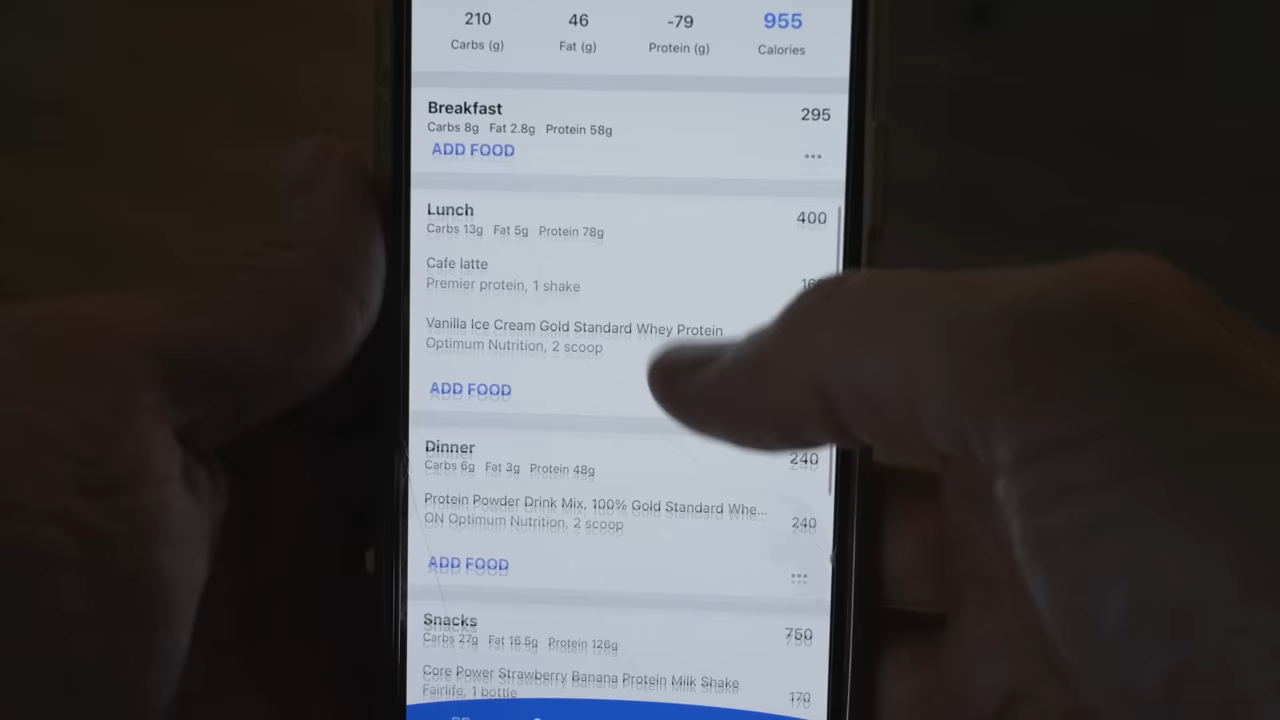 210 46 -79 955
Carbs (g) Fat (g) Protein (g) Calories
Breakfast 295
Carbs 8g Fat 2.8g Protein 58g
ADD FOOD
Lunch 400
Carbs 13g Fat 5g Protein 78g
Cafe latte
Premier protein, 1 shake
Vanilla Ice Cream Gold Standard Whey Protein
Optimum Nutrition, 2 scoop
ADD FOOD
Dinner 240
Carbs 6g Fat 3g Protein 48g
Protein Powder Drink Mix, 100% Gold Standard Whe...
ON Optimum Nutrition, 2 scoop 240
ADD FOOD
Snacks 750
Carbs 27g Fat 16.5g Protein 126g
Core Power Strawberry Banana Protein Milk Shake
Fairlife, 1 bottle 170